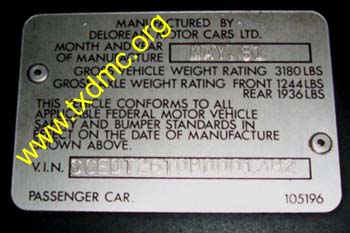 MANUFACTURED BY
DELOREAN MOTOR CARS LTD.
MONTH AND YEAR
OF MANUFACTURE MAY. 81
GROSS VEHICLE WEIGHT RATING 3180 LBS
GROSS AXLE WEIGHT RATING FRONT 1244 LBS
REAR 1936 LBS
THIS VEHICLE CONFORMS TO ALL
APPLICABLE FEDERAL MOTOR VEHICLE
SAFETY AND BUMPER STANDARDS IN
EFFECT ON THE DATE OF MANUFACTURE
SHOWN ABOVE.
V.I.N.
PASSENGER CAR. 105196
www.txdmc.org